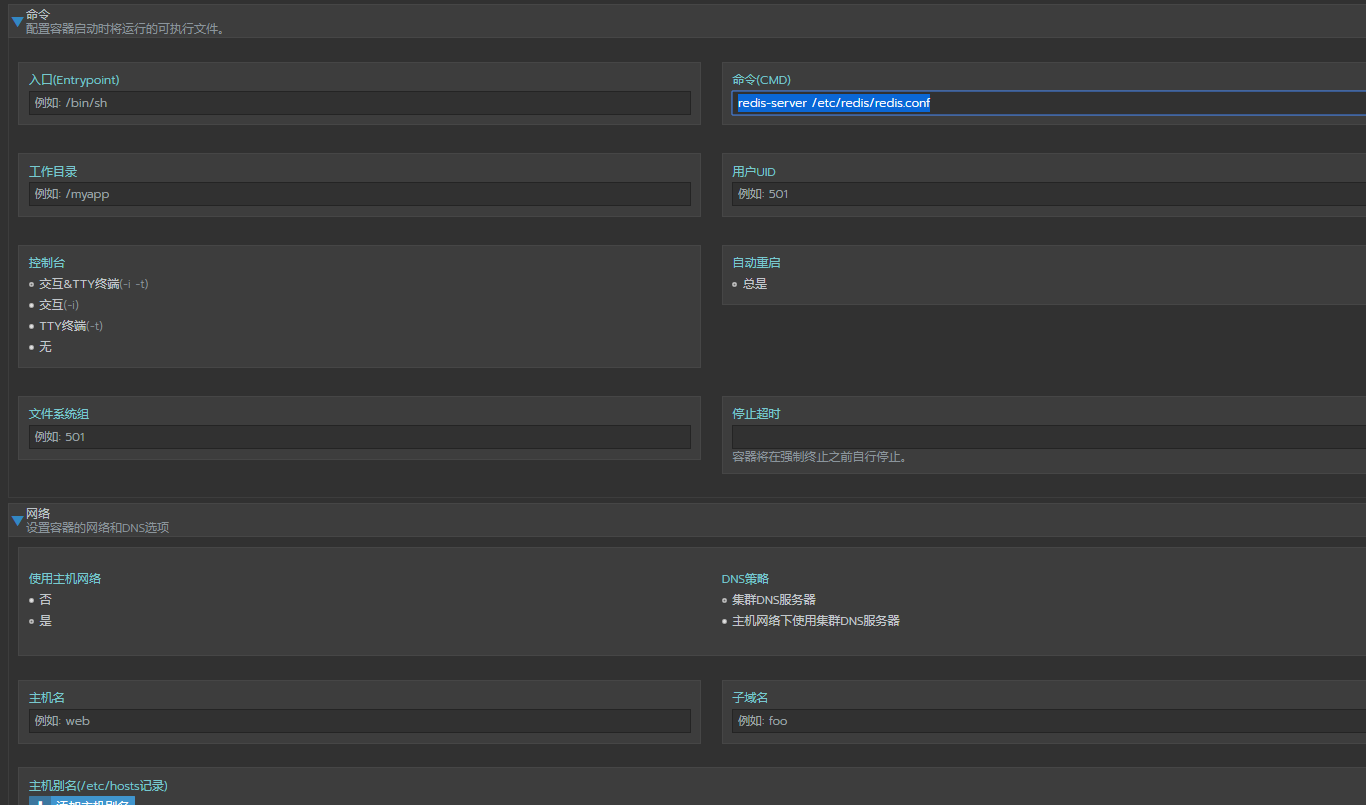 命令
配置容器启动时将运行的可执行文件。
入口(Entrypoint)
例如: /bin/sh
命令(CMD)
redis-server /etc/redis/redis.conf
工作目录
例如: /myapp
用户UID
例如: 501
控制台
交互&TTY终端(-i -t)
交互(-i)
TTY终端(-t)
无
自动重启
总是
文件系统组
例如: 501
停止超时
容器将在强制终止之前自行停止。
网络
设置容器的网络和DNS选项
使用主机网络
否
是
DNS策略
集群DNS服务器
主机网络下使用集群DNS服务器
主机名
例如: web
子域名
例如: foo
主机别名(/etc/hosts记录)
添加主机别名